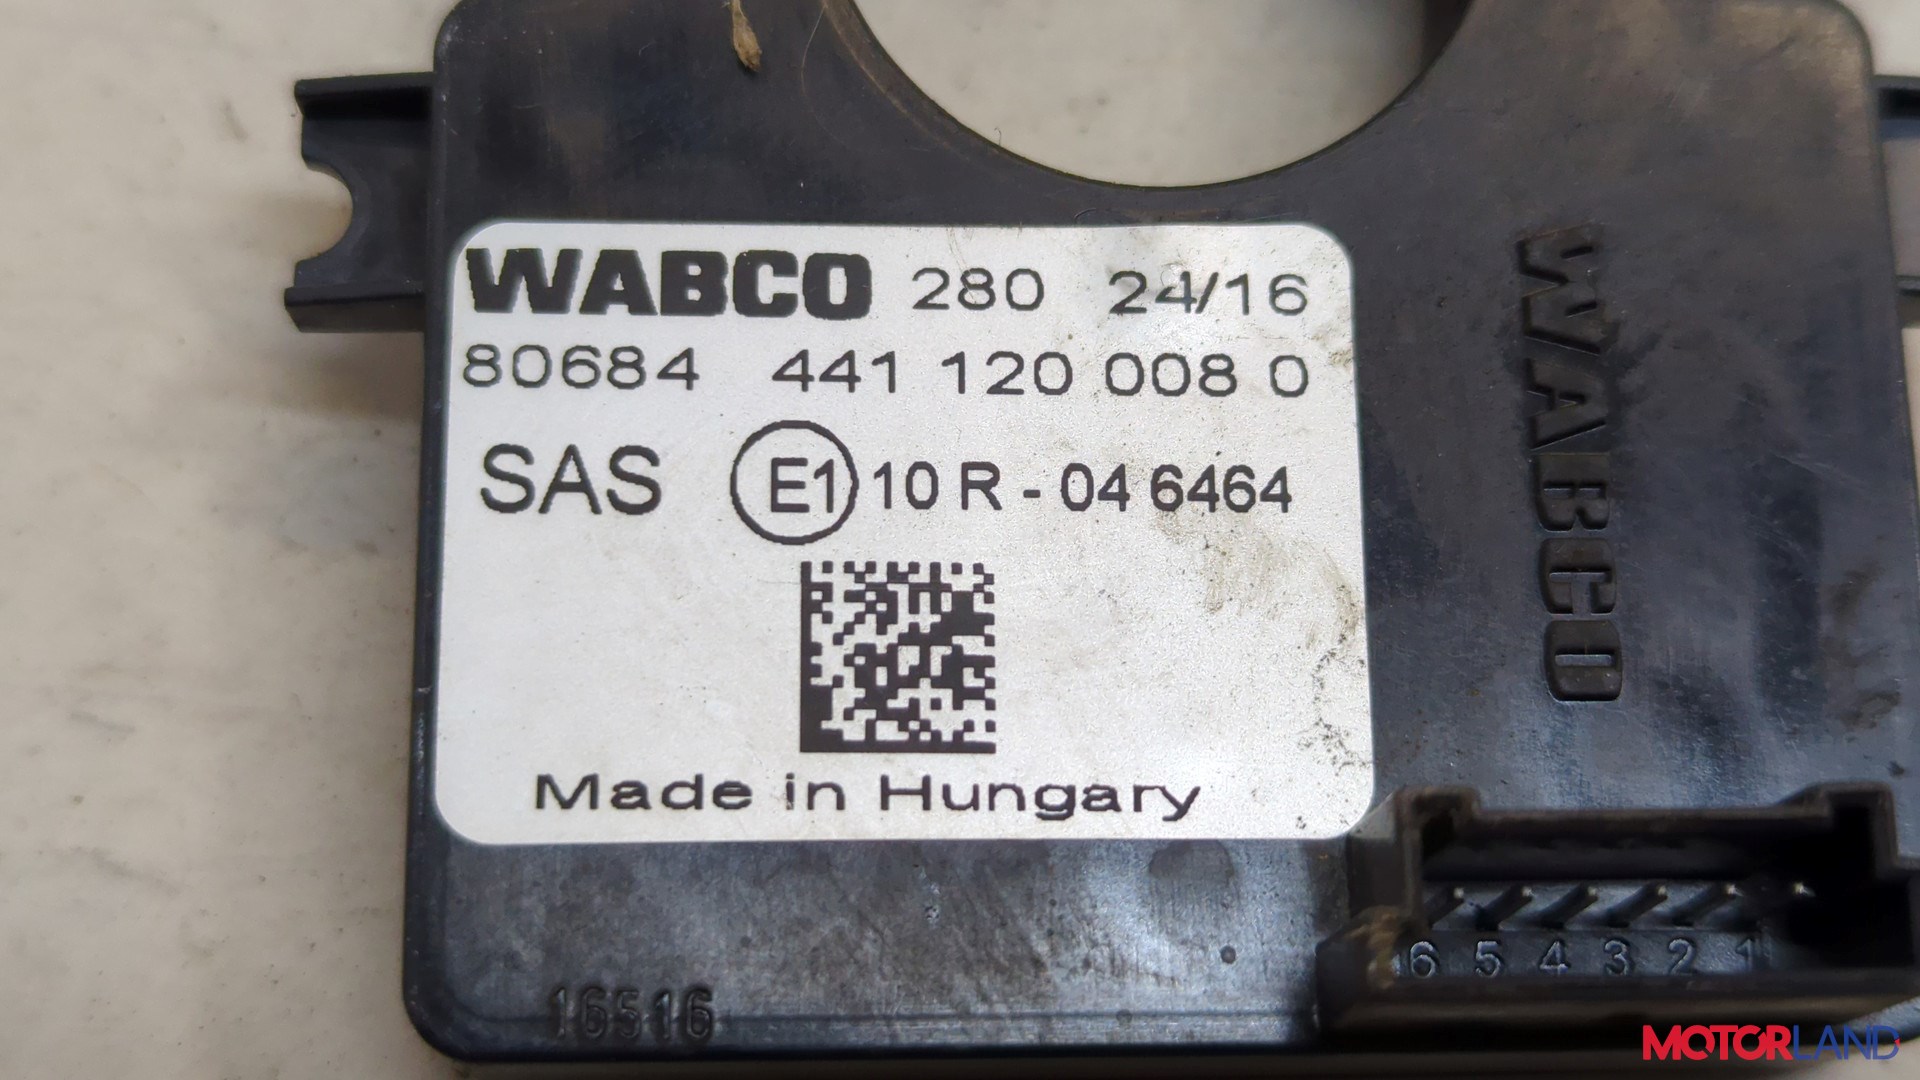 WABCO 280 24/16
80684 441 120 008 0
SAS E1 10 R - 04 6464
Made in Hungary
WABCO
6 5 4 3 2 1
16516
MOTORLAND